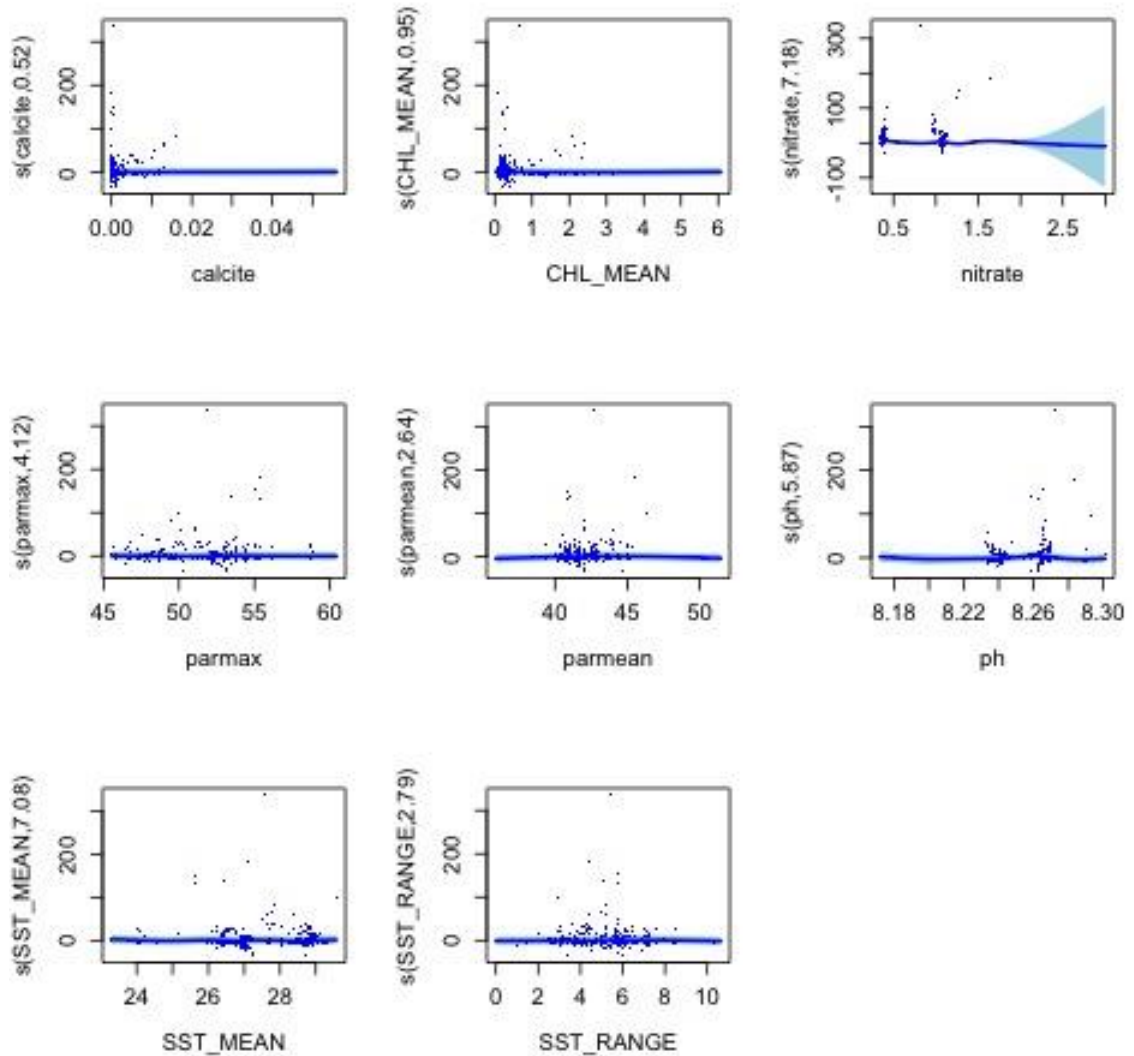 s(calcite,0.52)
200
0
0.00 0.02 0.04
calcite
s(CHL_MEAN,0.95)
200
0
0 1 2 3 4 5 6
CHL_MEAN
s(nitrate,7.18)
300
100
-100
0.5 1.5 2.5
nitrate
s(parmax,4.12)
200
0
45 50 55 60
parmax
s(parmean,2.64)
200
0
40 45 50
parmean
s(ph,5.87)
200
0
8.18 8.22 8.26 8.30
ph
s(SST_MEAN,7.08)
200
0
24 26 28
SST_MEAN
s(SST_RANGE,2.79)
200
0
0 2 4 6 8 10
SST_RANGE